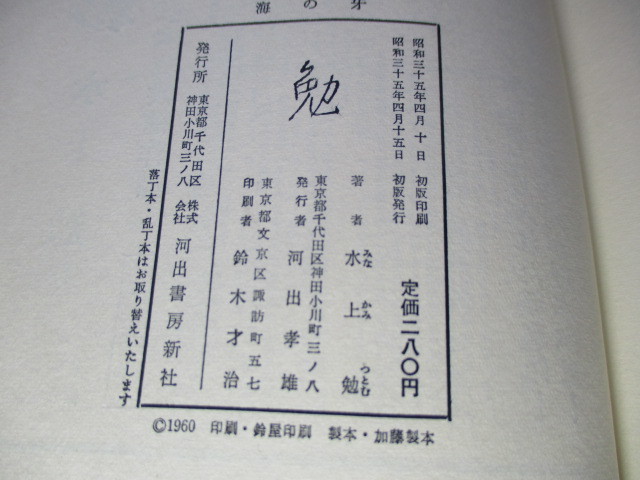 海の牙
昭和三十五年四月 十 日 初版印刷
昭和三十五年四月十五日 初版発行
定価二八〇円
著者 水上勉
みな かみ つとむ
東京都千代田区神田小川町三ノ八
発行者 河出孝雄
東京都文京区諏訪町五七
印刷者 鈴木才治
勉
発行所 東京都千代田区
神田小川町三ノ八
株式
会社 河出書房新社
落丁本・乱丁本はお取り替えいたします
©1960 印刷・鈴屋印刷 製本・加藤製本